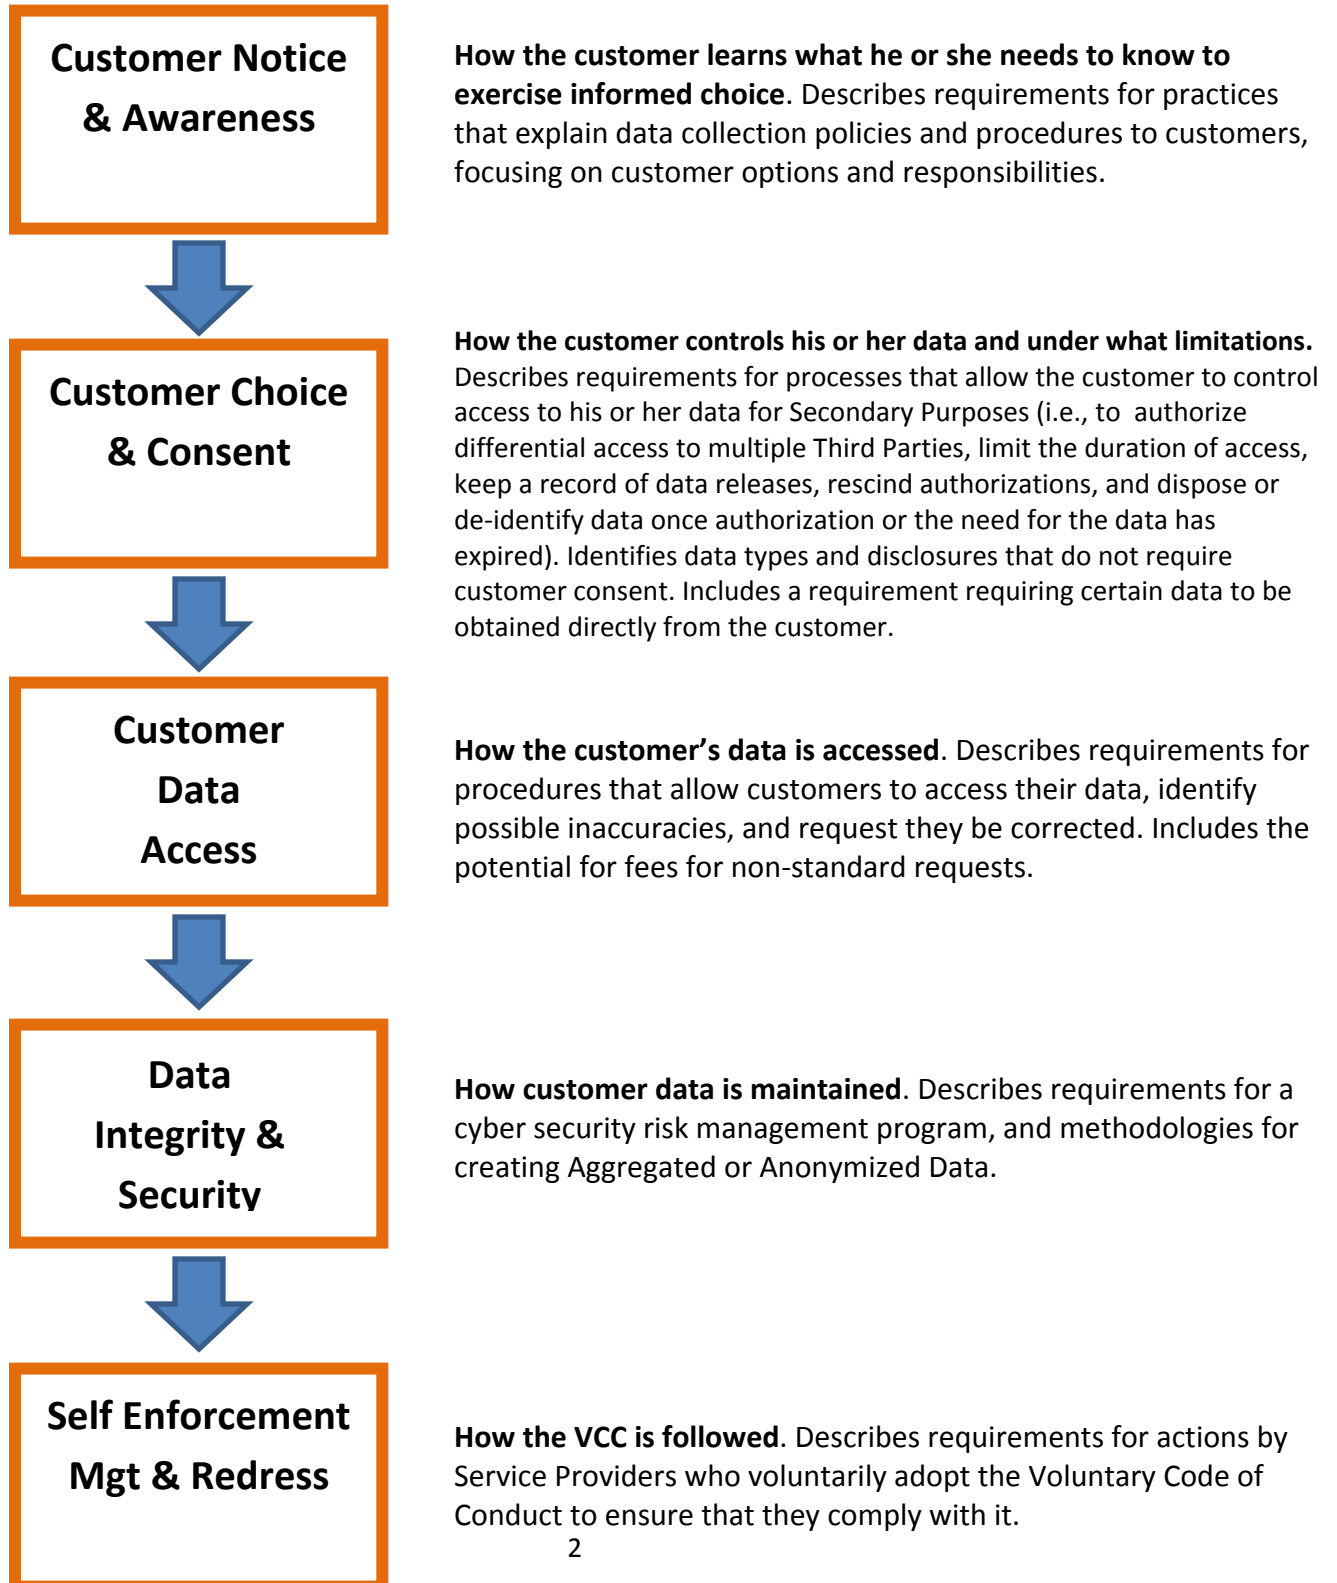 Customer Notice
& Awareness
How the customer learns what he or she needs to know to
exercise informed choice. Describes requirements for practices
that explain data collection policies and procedures to customers,
focusing on customer options and responsibilities.
Customer Choice
& Consent
How the customer controls his or her data and under what limitations.
Describes requirements for processes that allow the customer to control
access to his or her data for Secondary Purposes (i.e., to authorize
differential access to multiple Third Parties, limit the duration of access,
keep a record of data releases, rescind authorizations, and dispose or
de-identify data once authorization or the need for the data has
expired). Identifies data types and disclosures that do not require
customer consent. Includes a requirement requiring certain data to be
obtained directly from the customer.
Customer
Data
Access
How the customer’s data is accessed. Describes requirements for
procedures that allow customers to access their data, identify
possible inaccuracies, and request they be corrected. Includes the
potential for fees for non-standard requests.
Data
Integrity &
Security
How customer data is maintained. Describes requirements for a
cyber security risk management program, and methodologies for
creating Aggregated or Anonymized Data.
Self Enforcement
Mgt & Redress
How the VCC is followed. Describes requirements for actions by
Service Providers who voluntarily adopt the Voluntary Code of
Conduct to ensure that they comply with it.
2